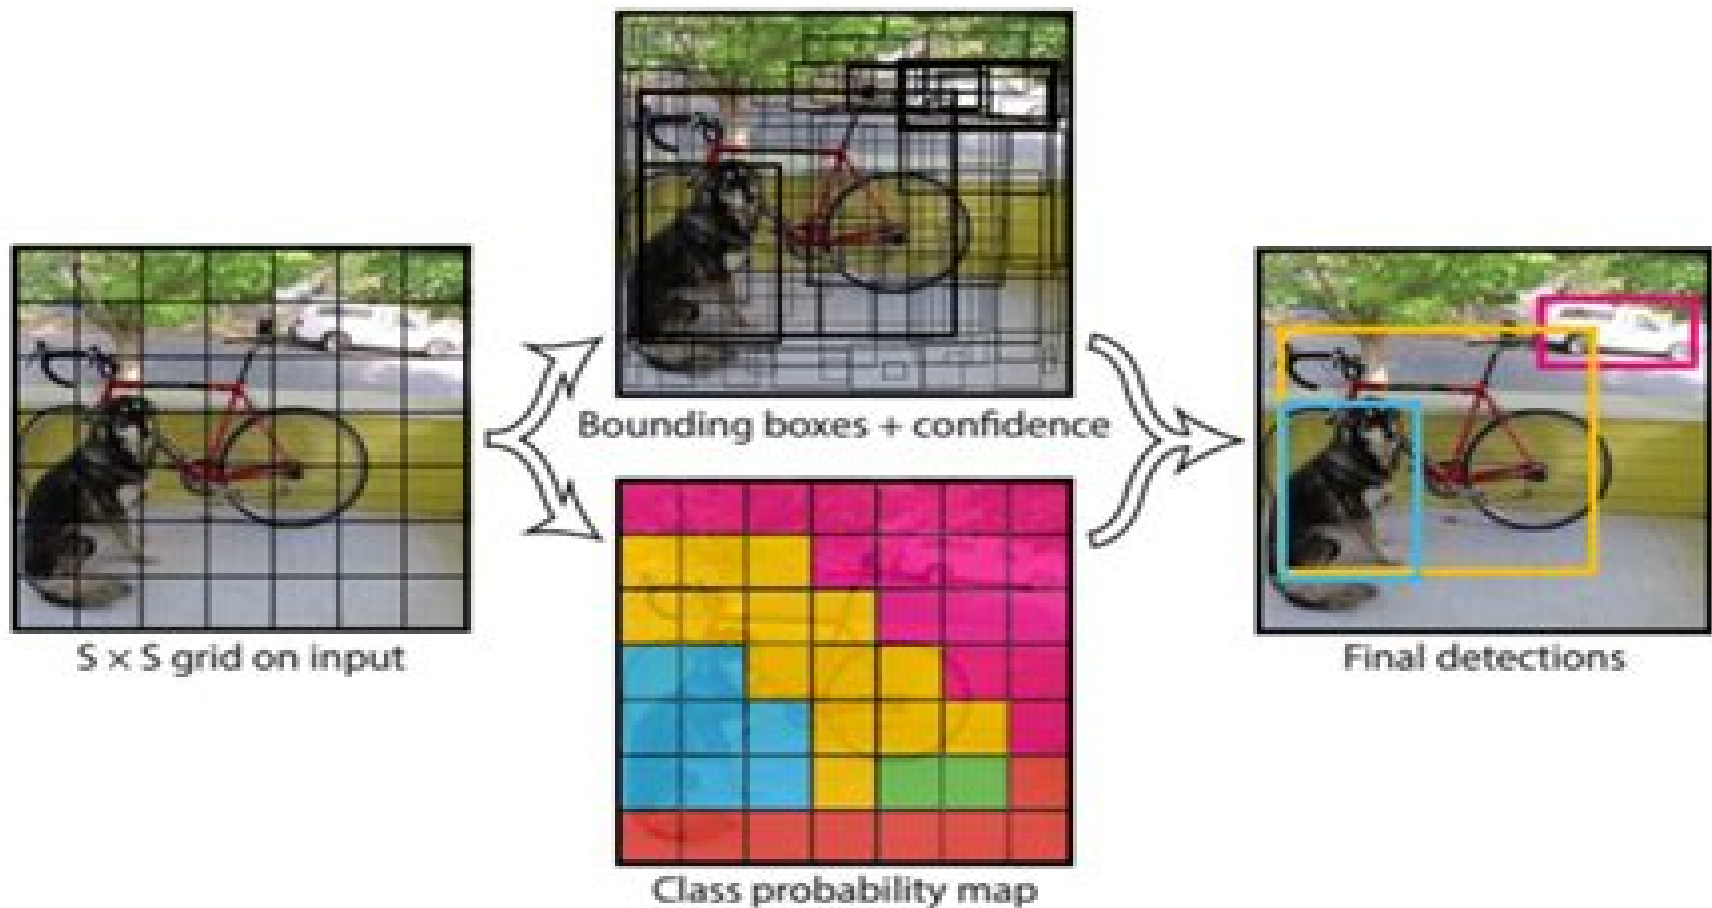 S × S grid on input
Bounding boxes + confidence
Class probability map
Final detections